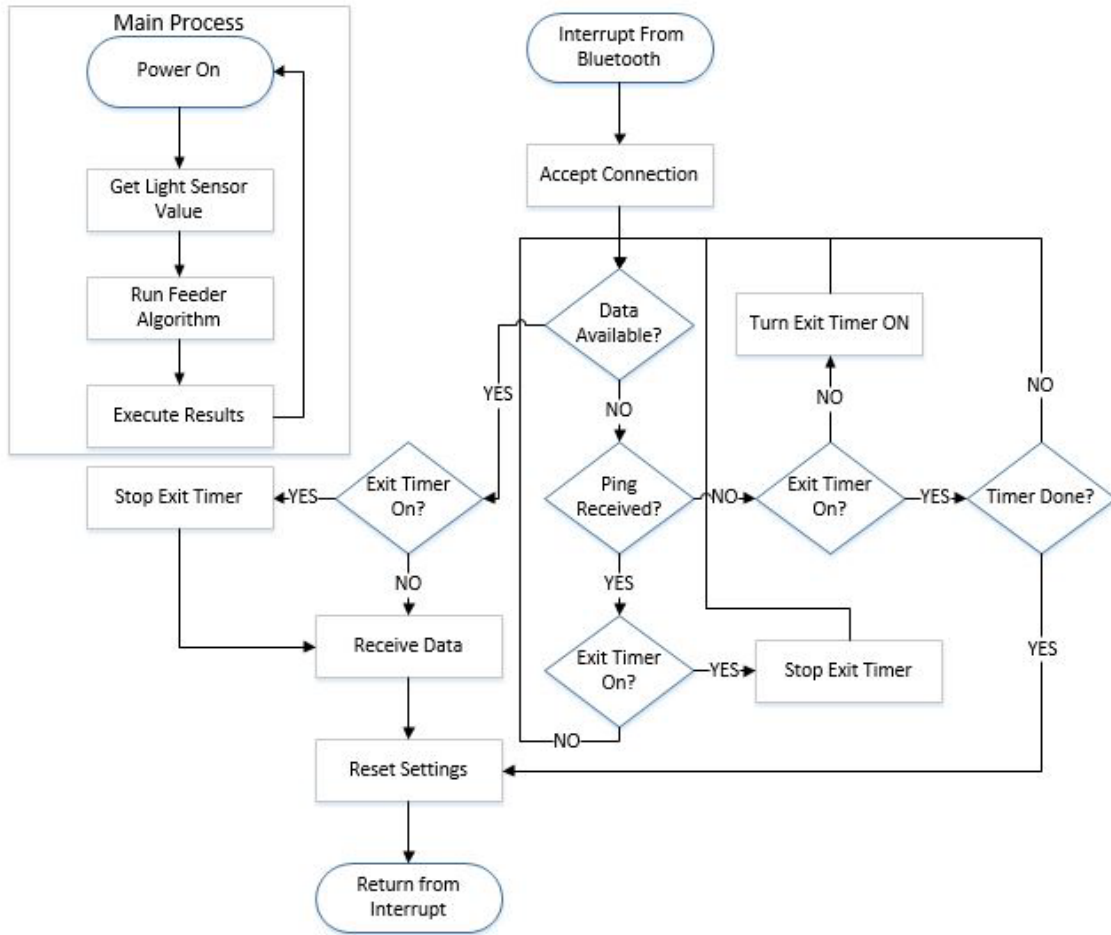 Main Process
Power On
Get Light Sensor
Value
Run Feeder
Algorithm
Execute Results
Interrupt From
Bluetooth
Accept Connection
Data
Available?
YES
NO
Turn Exit Timer ON
NO
NO
Stop Exit Timer
YES
Exit Timer
On?
Ping
Received?
NO
Exit Timer
On?
YES
Timer Done?
NO
YES
YES
Receive Data
Exit Timer
On?
YES
Stop Exit Timer
NO
Reset Settings
Return from
Interrupt